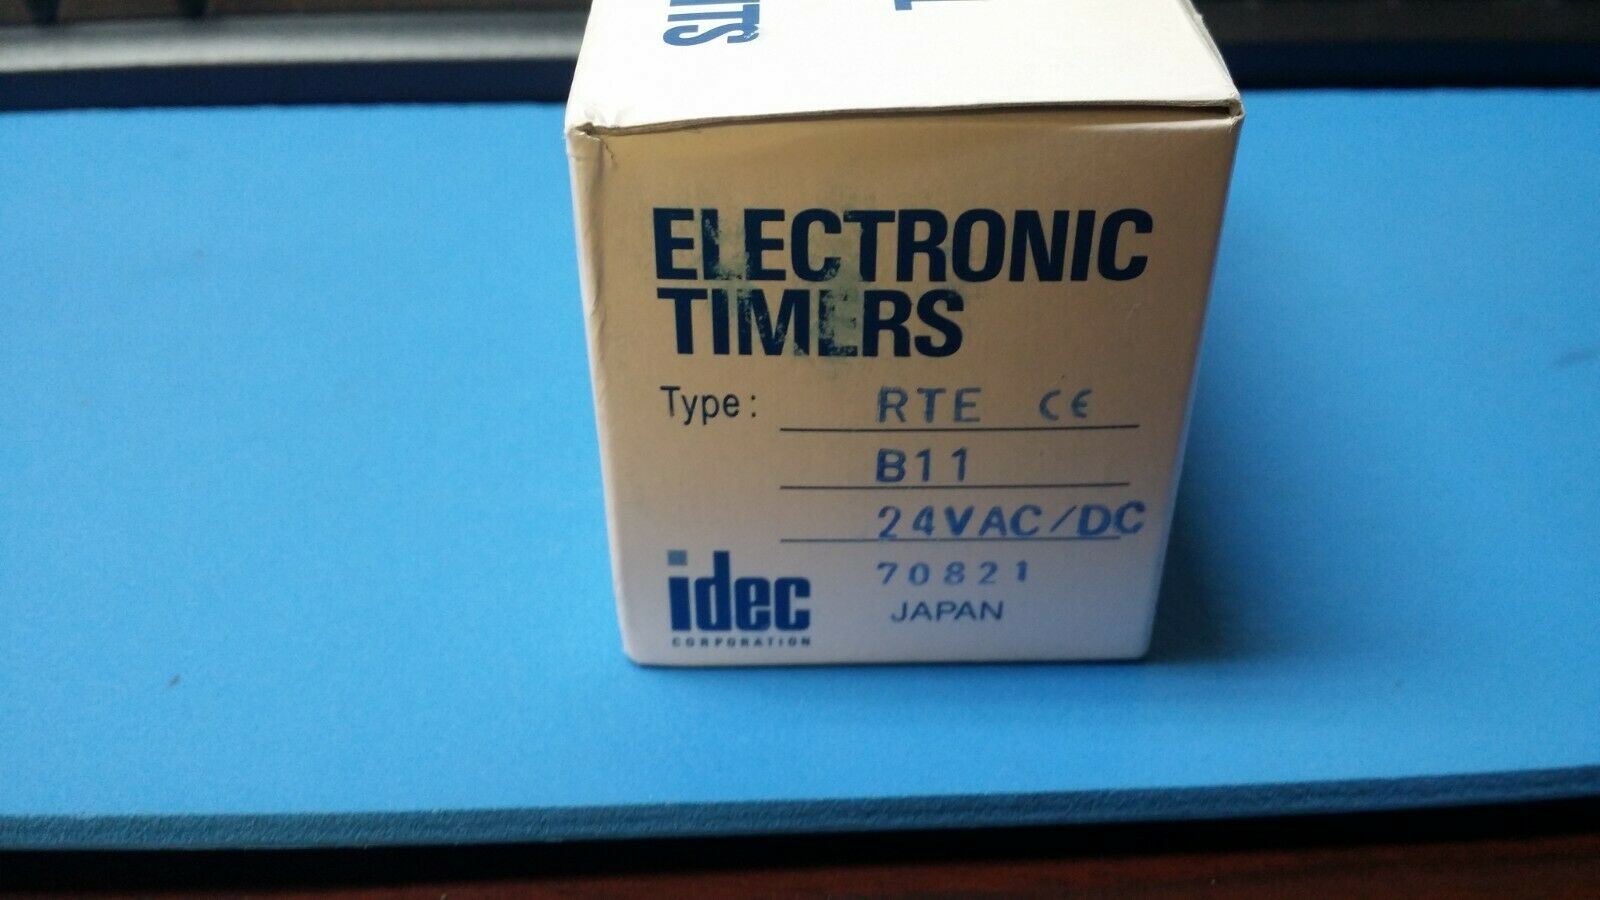 ELECTRONIC
TIMERS
Type: RTE CE
B11
24VAC/DC
70821
idec JAPAN
CORPORATION